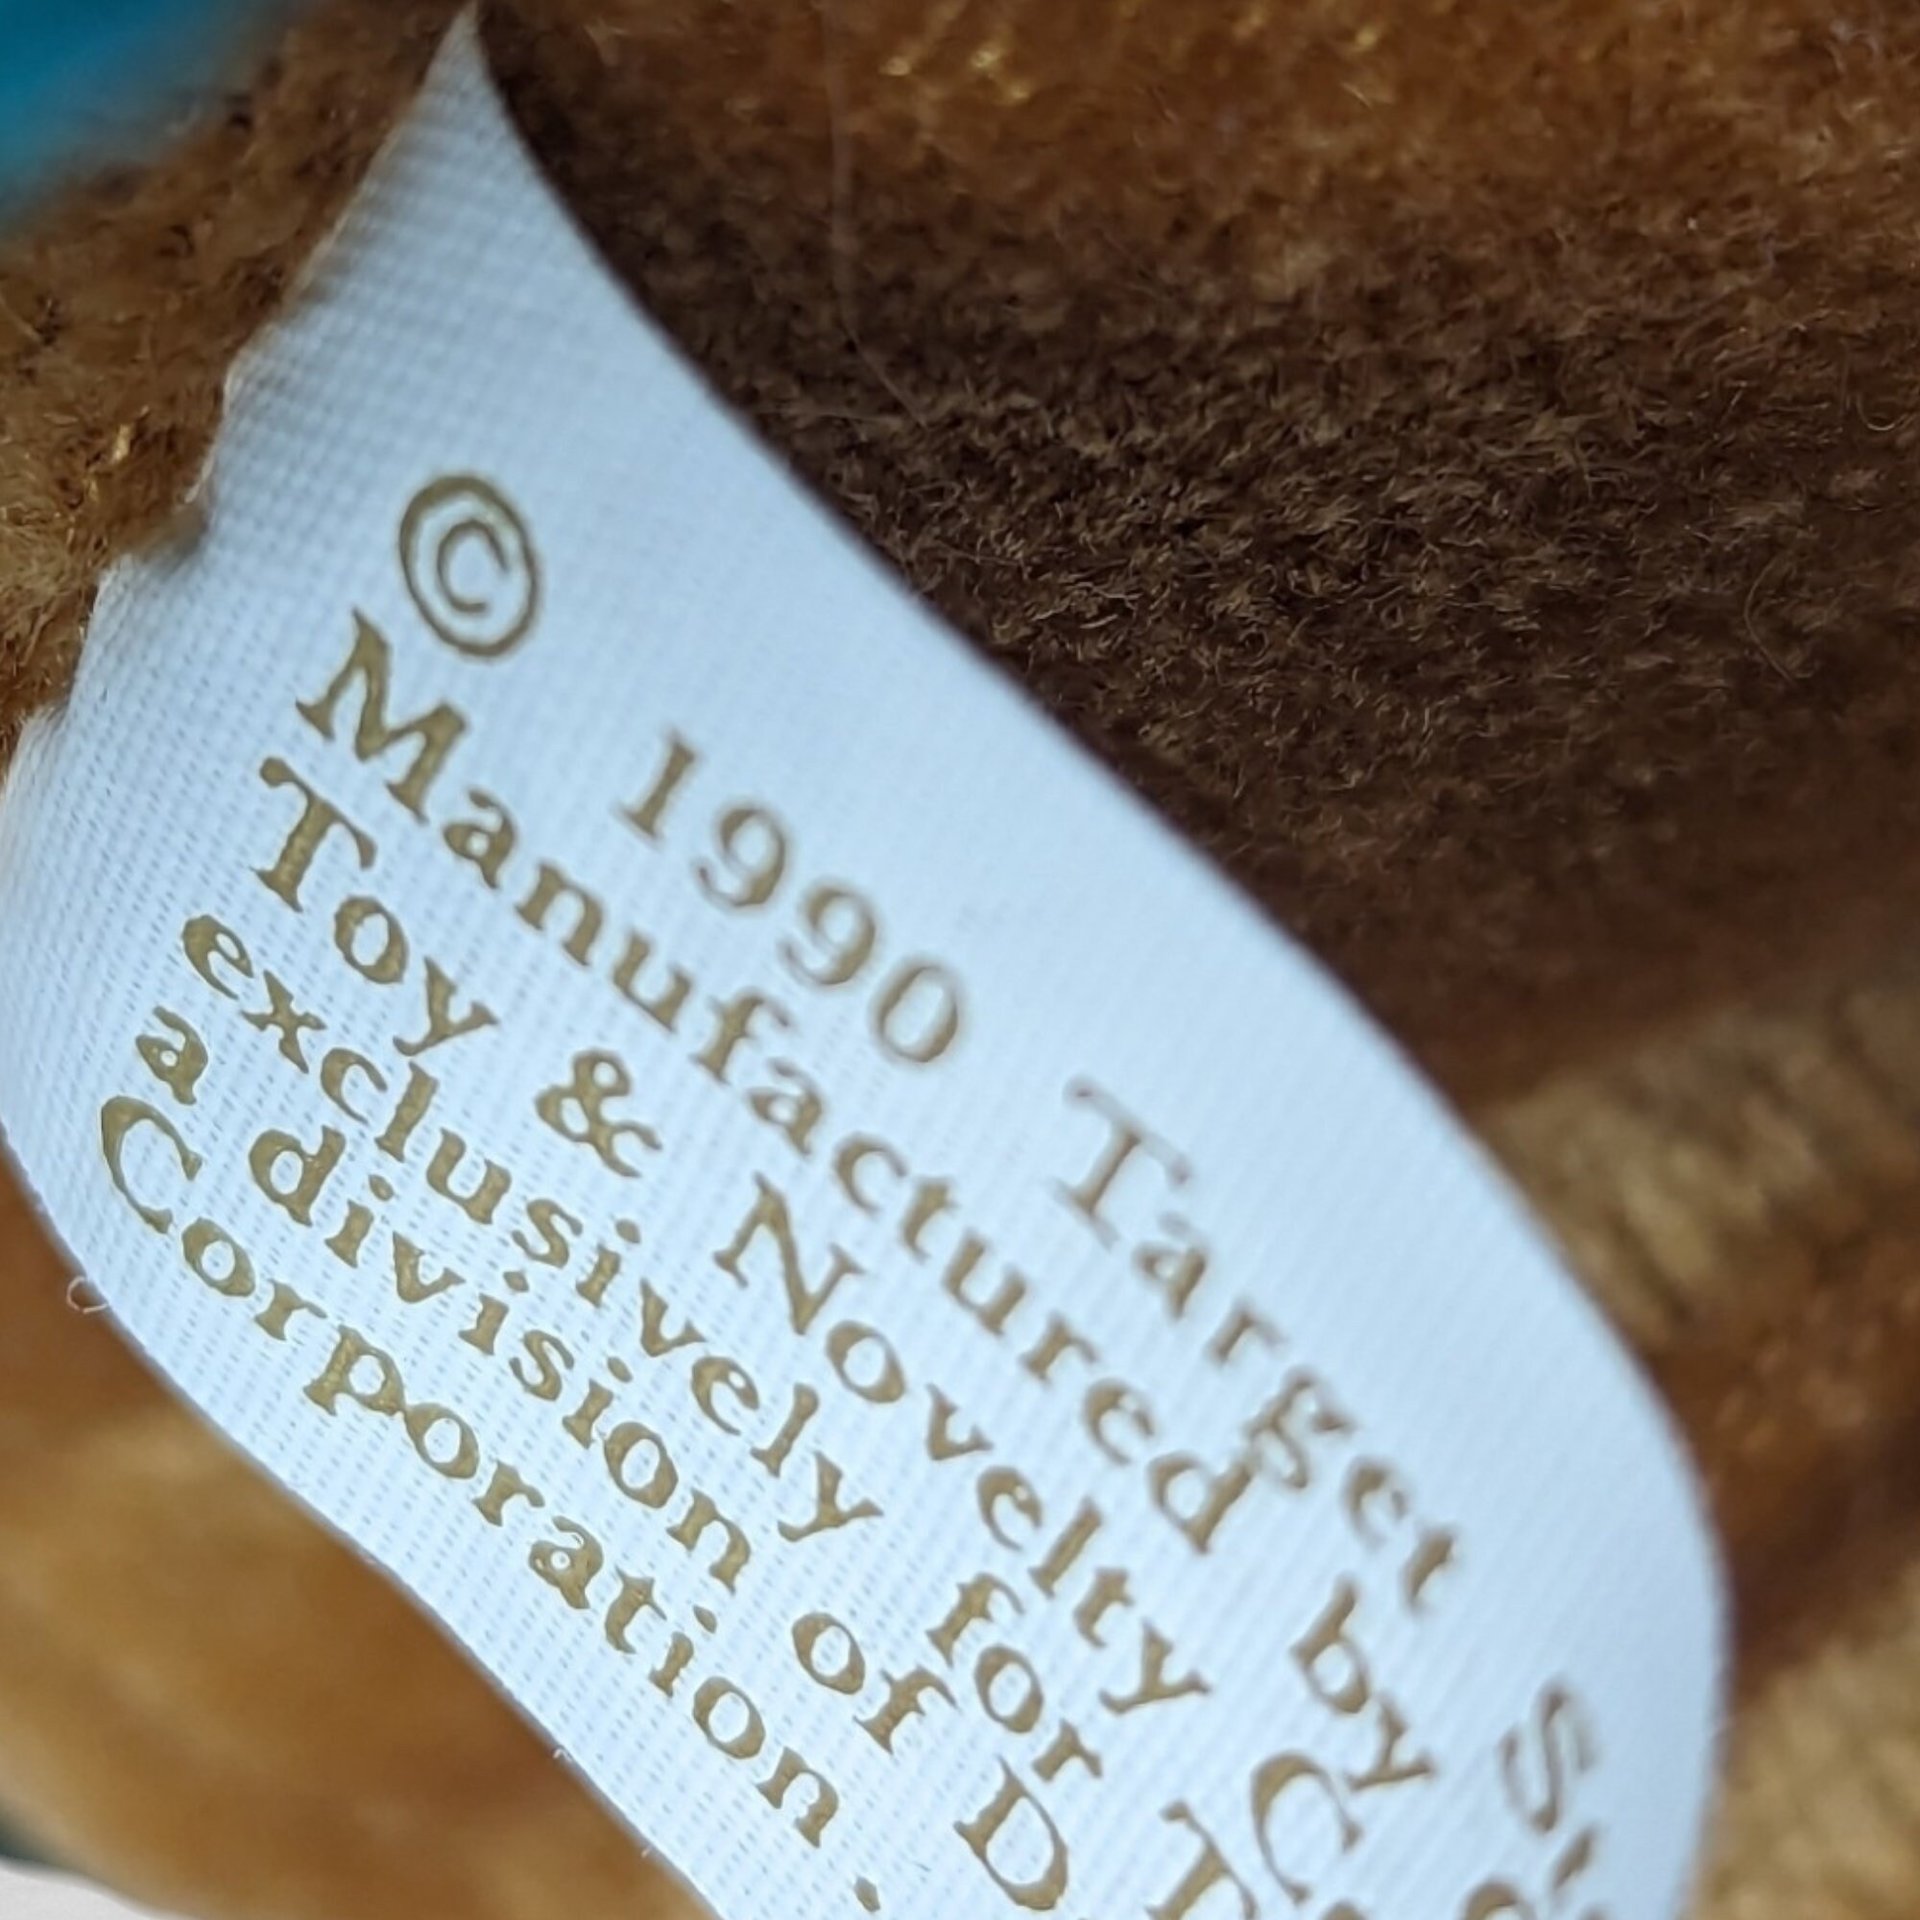 © 1990 Target
Manufactured by
Toy & Novelty
exclusively for
a division of
Corporation